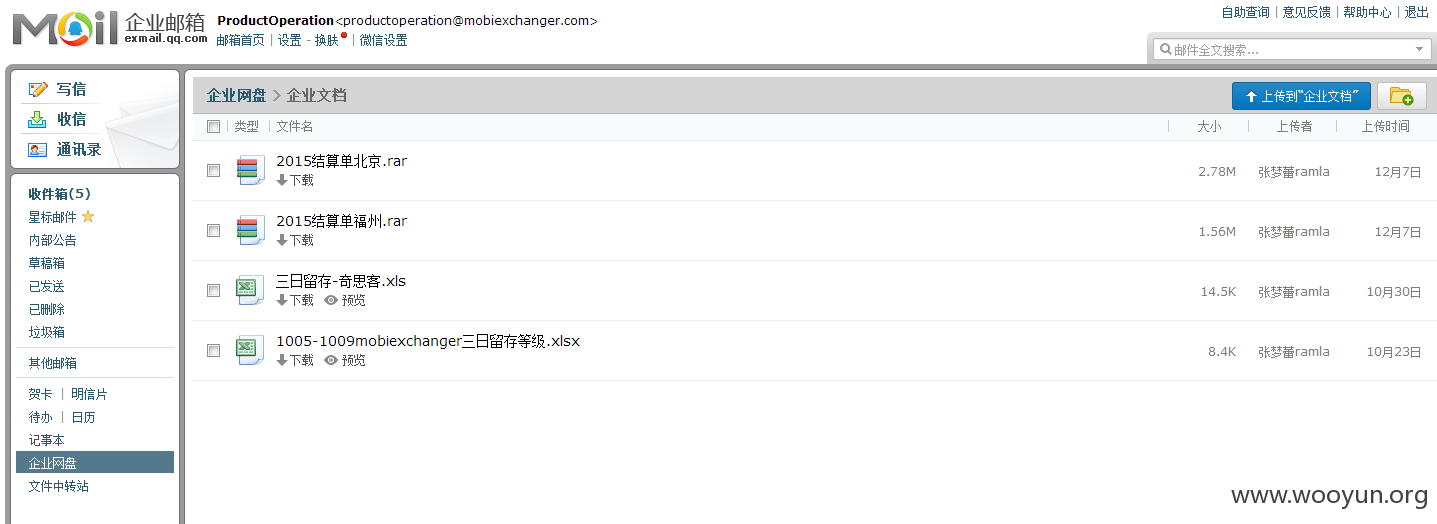 MOil 企业邮箱 exmail.qq.com
ProductOperation<productoperation@mobiexchanger.com>
邮箱首页 | 设置 - 换肤 | 微信设置
自助查询 | 意见反馈 | 帮助中心 | 退出
邮件全文搜索...
写信
收信
通讯录
收件箱(5)
星标邮件
内部公告
草稿箱
已发送
已删除
垃圾箱
其他邮箱
贺卡 | 明信片
待办 | 日历
记事本
企业网盘
文件中转站
企业网盘 > 企业文档
上传到“企业文档”
类型 文件名 大小 上传者 上传时间
2015结算单北京.rar
下载
2.78M 张梦蕃ramla 12月7日
2015结算单福州.rar
下载
1.56M 张梦蕃ramla 12月7日
三日留存-奇思客.xls
下载 预览
14.5K 张梦蕃ramla 10月30日
1005-1009mobiexchanger三日留存等级.xlsx
下载 预览
8.4K 张梦蕃ramla 10月23日
www.wooyun.org